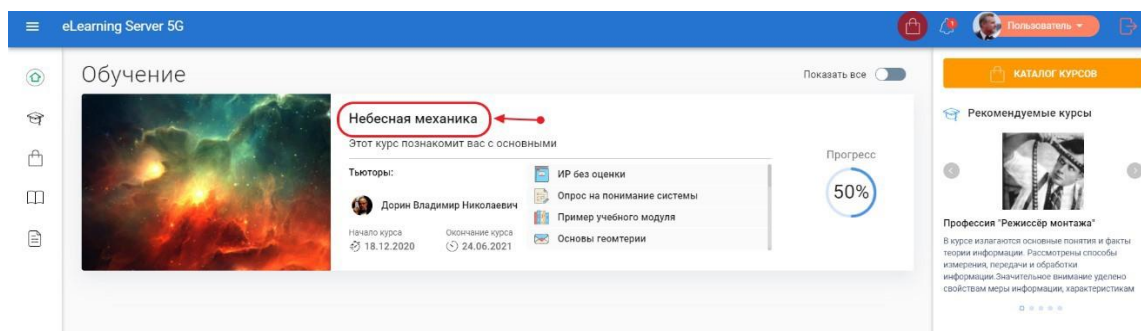 eLearning Server 5G
Пользователь
Обучение
Показать все
Небесная механика
Этот курс познакомит вас с основными
Тьюторы:
Дорин Владимир Николаевич
Начало курса
18.12.2020
Окончание курса
24.06.2021
ИР без оценки
Опрос на понимание системы
Пример учебного модуля
Основы геомтерии
Прогресс
50%
КАТАЛОГ КУРСОВ
Рекомендуемые курсы
Профессия "Режиссёр монтажа"
В курсе излагаются основные понятия и факты
теории информации. Рассмотрены способы
измерения, передачи и обработки
информации.Значительное внимание уделено
свойствам меры информации, характеристикам